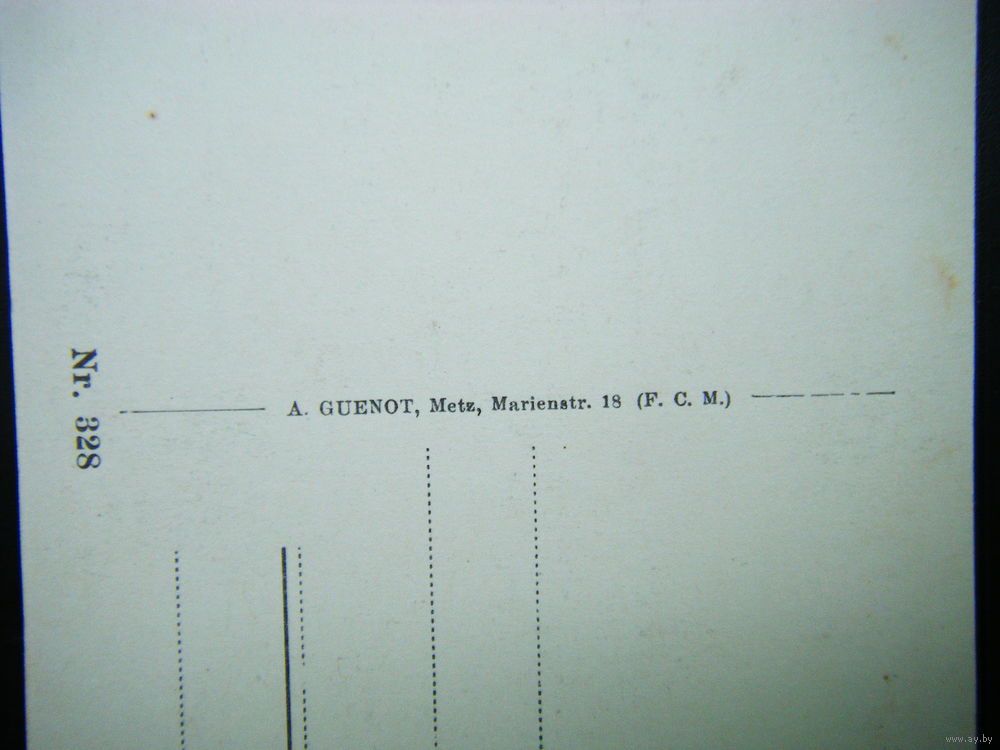 A. GUENOT, Metz, Marienstr. 18 (F. C. M.)
Nr. 328
www.ay.by